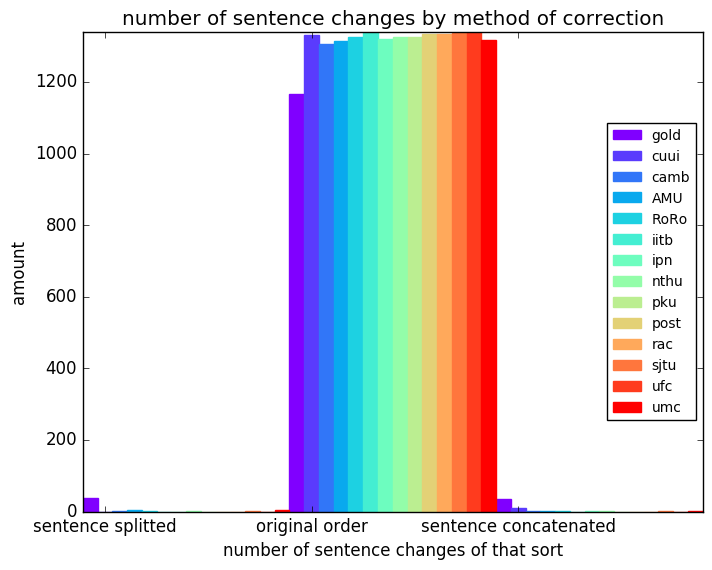 number of sentence changes by method of correction
amount
1200
1000
800
600
400
200
0
gold
cuui
camb
AMU
RoRo
iitb
ipn
nthu
pku
post
rac
sjtu
ufc
umc
sentence splitted original order sentence concatenated
number of sentence changes of that sort